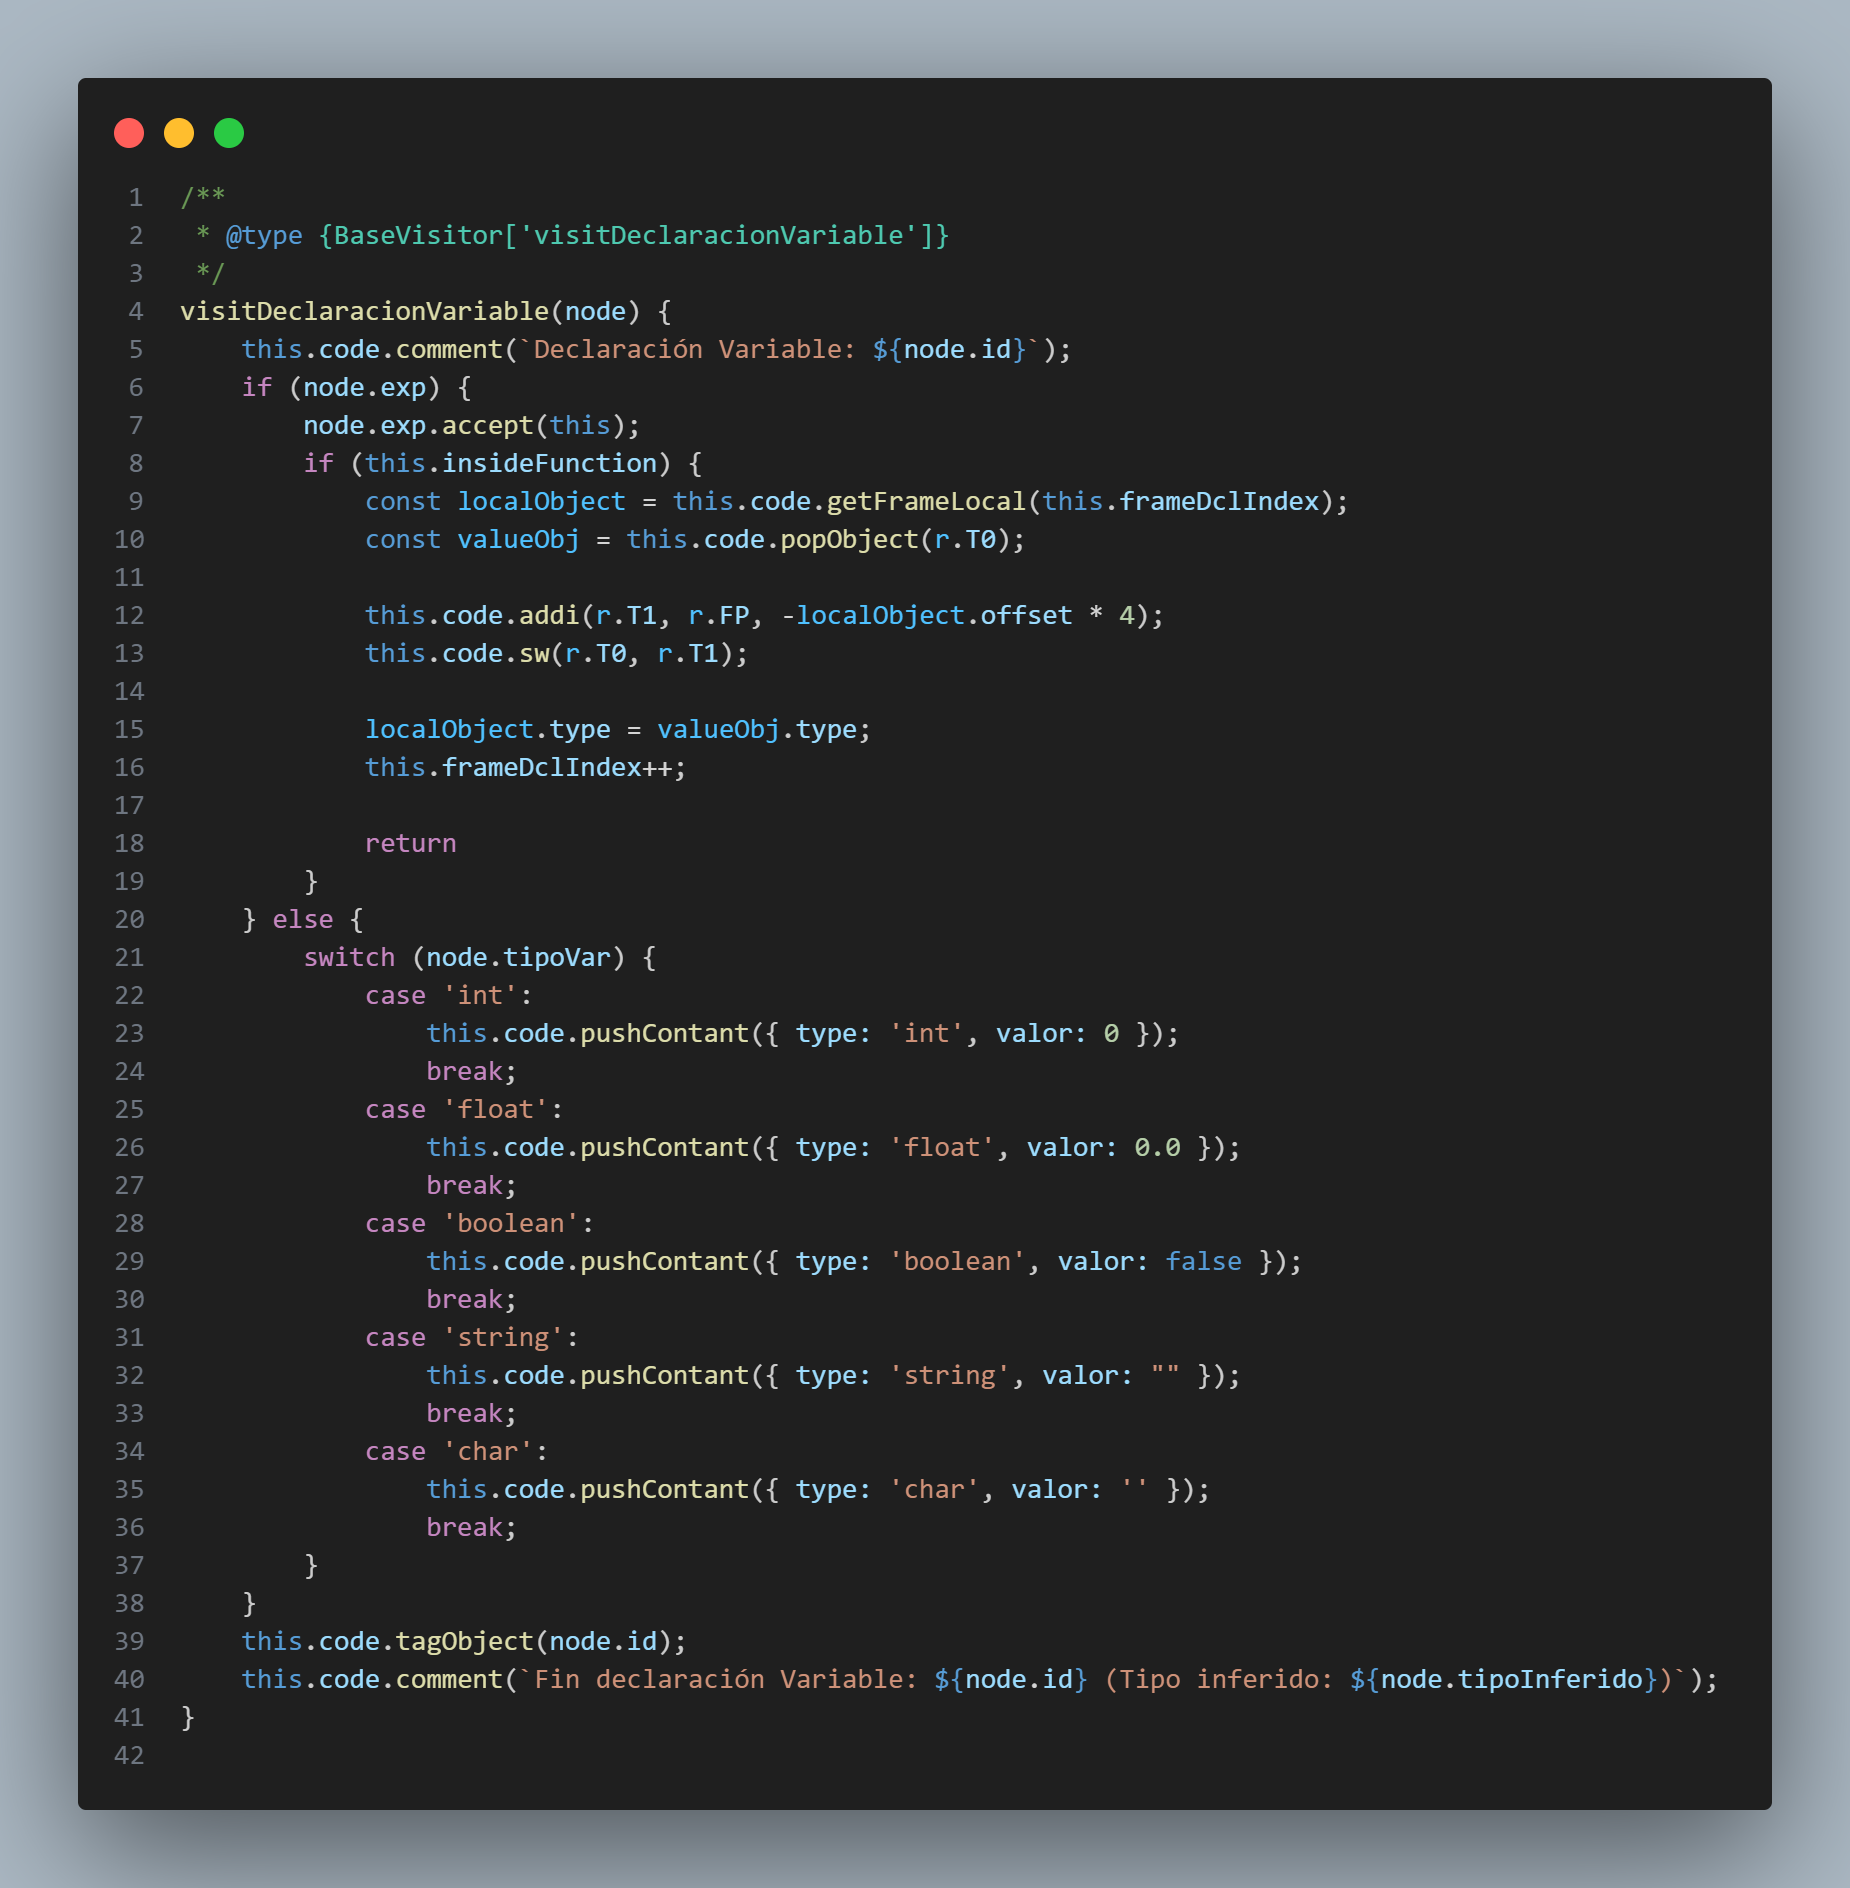 1 /**
2  * @type {BaseVisitor['visitDeclaracionVariable']}
3  */
4 visitDeclaracionVariable(node) {
5     this.code.comment(`Declaración Variable: ${node.id}`);
6     if (node.exp) {
7         node.exp.accept(this);
8         if (this.insideFunction) {
9             const localObject = this.code.getFrameLocal(this.frameDclIndex);
10             const valueObj = this.code.popObject(r.T0);
11
12             this.code.addi(r.T1, r.FP, -localObject.offset * 4);
13             this.code.sw(r.T0, r.T1);
14
15             localObject.type = valueObj.type;
16             this.frameDclIndex++;
17
18             return
19         }
20     } else {
21         switch (node.tipoVar) {
22             case 'int':
23                 this.code.pushContant({ type: 'int', valor: 0 });
24                 break;
25             case 'float':
26                 this.code.pushContant({ type: 'float', valor: 0.0 });
27                 break;
28             case 'boolean':
29                 this.code.pushContant({ type: 'boolean', valor: false });
30                 break;
31             case 'string':
32                 this.code.pushContant({ type: 'string', valor: "" });
33                 break;
34             case 'char':
35                 this.code.pushContant({ type: 'char', valor: '' });
36                 break;
37         }
38     }
39     this.code.tagObject(node.id);
40     this.code.comment(`Fin declaración Variable: ${node.id} (Tipo inferido: ${node.tipoInferido})`);
41 }
42